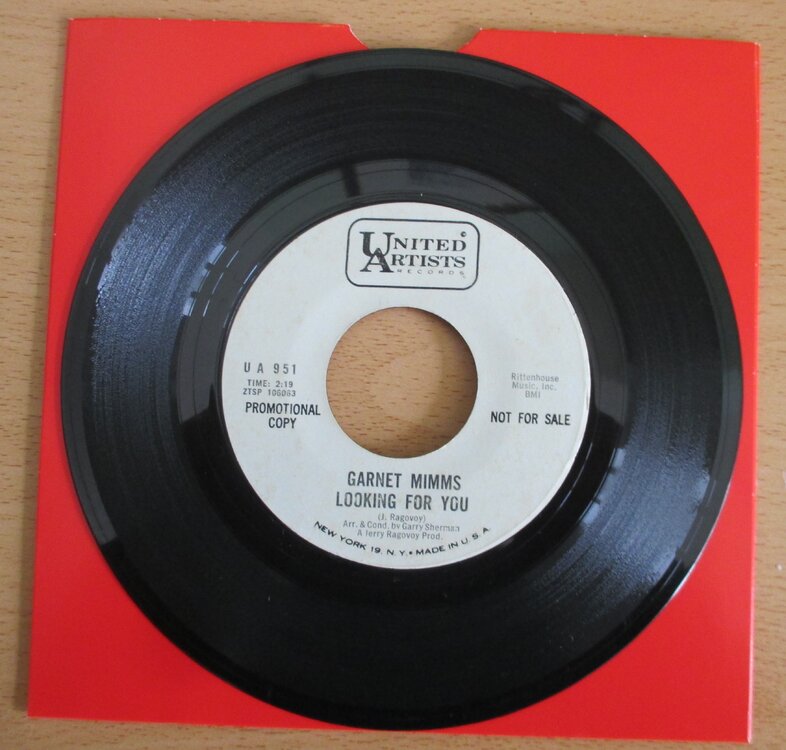 UNITED ©
ARTISTS
RECORDS
UA 951
TIME: 2:19
ZTSP 106083
PROMOTIONAL
COPY
Rittenhouse
Music, Inc.
BMI
NOT FOR SALE
GARNET MIMMS
LOOKING FOR YOU
(J. Ragovoy)
Arr. & Cond. by Garry Sherman
A Jerry Ragovoy Prod.
NEW YORK 19, N.Y • MADE IN U.S.A.